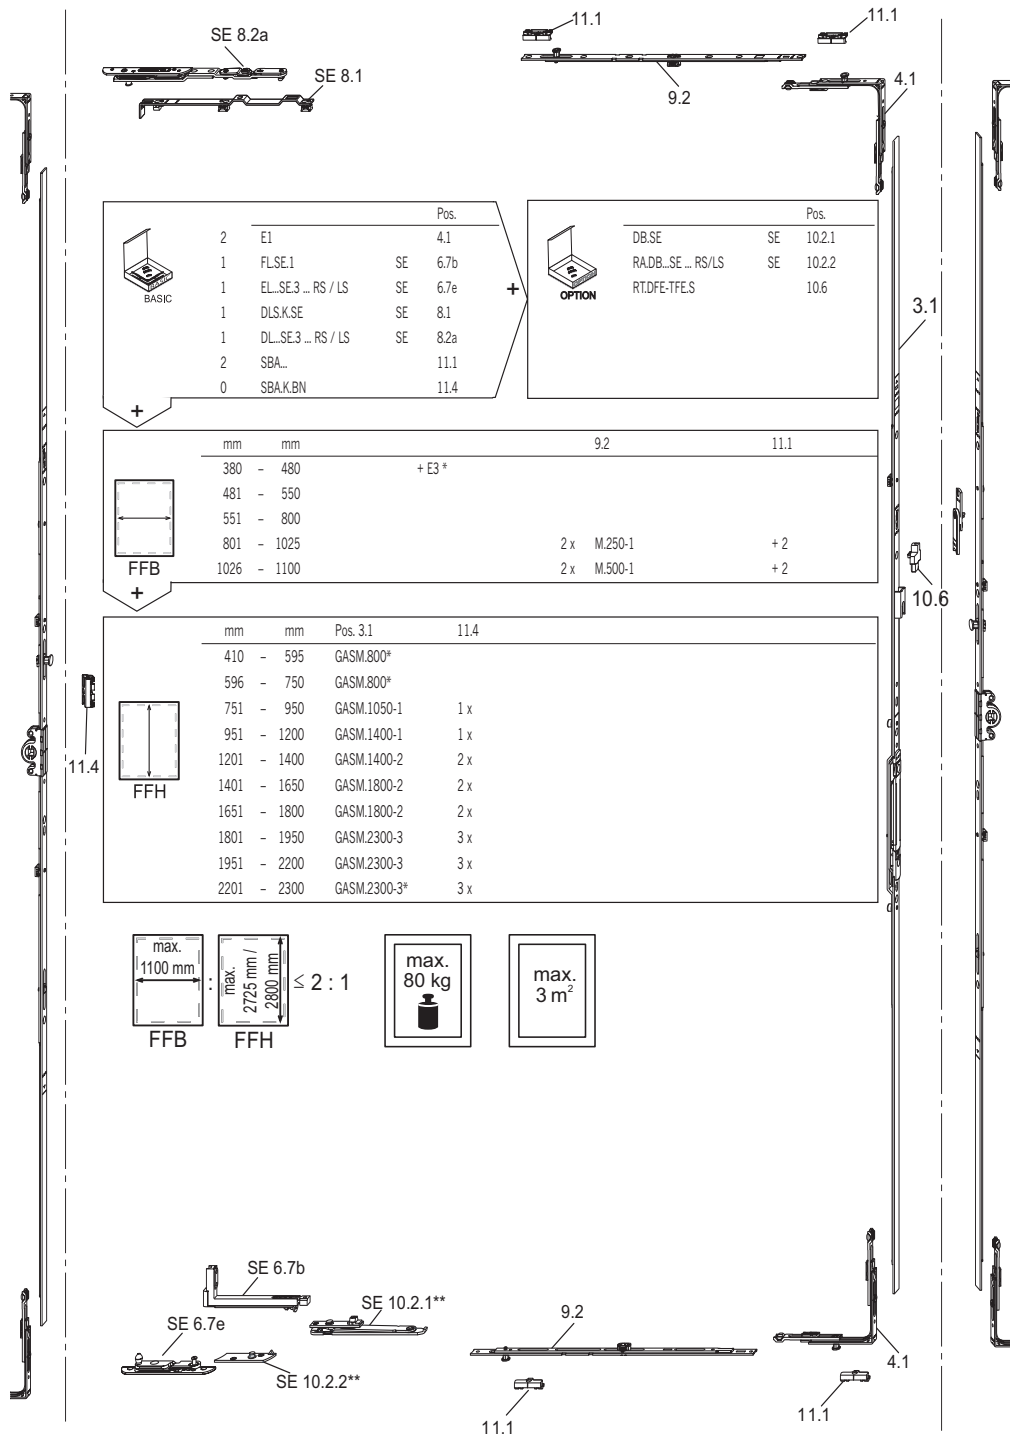 11.1
11.1
SE 8.2a
SE 8.1
9.2
4.1
Pos.
2 E1 4.1
1 FL.SE.1 SE 6.7b
1 EL...SE.3 ... RS / LS SE 6.7e
1 DLS.K.SE SE 8.1
1 DL...SE.3 ... RS / LS SE 8.2a
2 SBA... 11.1
0 SBA.K.BN 11.4
BASIC
+
Pos.
DB.SE SE 10.2.1
RA.DB...SE ... RS/LS SE 10.2.2
RT.DFE-TFE.S 10.6
OPTION
3.1
+
mm mm 9.2 11.1
380 – 480 + E3 *
481 – 550
551 – 800
801 – 1025 2 x M.250-1 + 2
1026 – 1100 2 x M.500-1 + 2
FFB
+
10.6
mm mm Pos. 3.1 11.4
410 – 595 GASM.800*
596 – 750 GASM.800*
751 – 950 GASM.1050-1 1 x
951 – 1200 GASM.1400-1 1 x
1201 – 1400 GASM.1400-2 2 x
1401 – 1650 GASM.1800-2 2 x
1651 – 1800 GASM.1800-2 2 x
1801 – 1950 GASM.2300-3 3 x
1951 – 2200 GASM.2300-3 3 x
2201 – 2300 GASM.2300-3* 3 x
FFH
11.4
max.
1100 mm
FFB
:
max.
2725 mm /
2800 mm
FFH
≤ 2 : 1
max.
80 kg
max.
3 m²
SE 6.7b
SE 10.2.1**
SE 6.7e
SE 10.2.2**
9.2
4.1
11.1
11.1